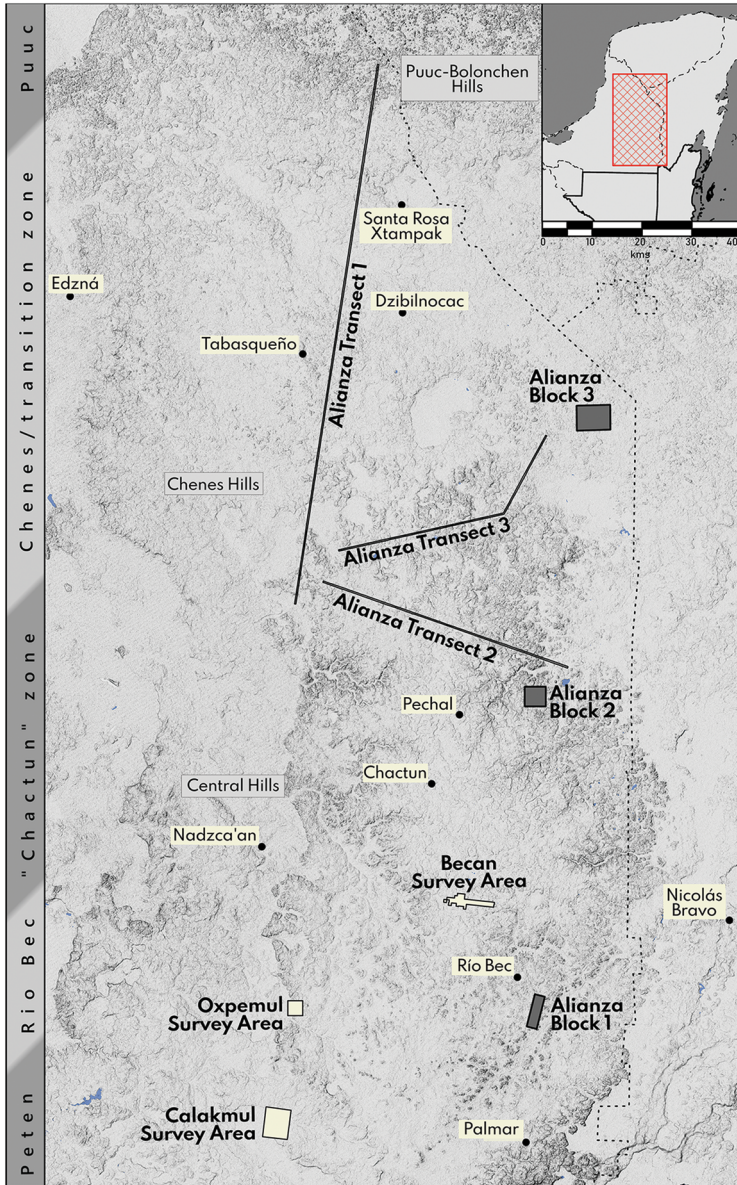 Puuc
Chenes/transition zone
"Chactun" zone
Rio Bec
Peten
Puuc-Bolonchen
Hills
0 10 20 30 40
kms
Santa Rosa
Xtampak
Edzná
Dzibilnocac
Alianza Transect 1
Tabasqueño
Alianza
Block 3
Chenes Hills
Alianza Transect 3
Alianza Transect 2
Alianza
Block 2
Pechal
Chactun
Central Hills
Nadzca'an
Becan
Survey Area
Nicolás
Bravo
Río Bec
Oxpemul
Survey Area
Alianza
Block 1
Calakmul
Survey Area
Palmar